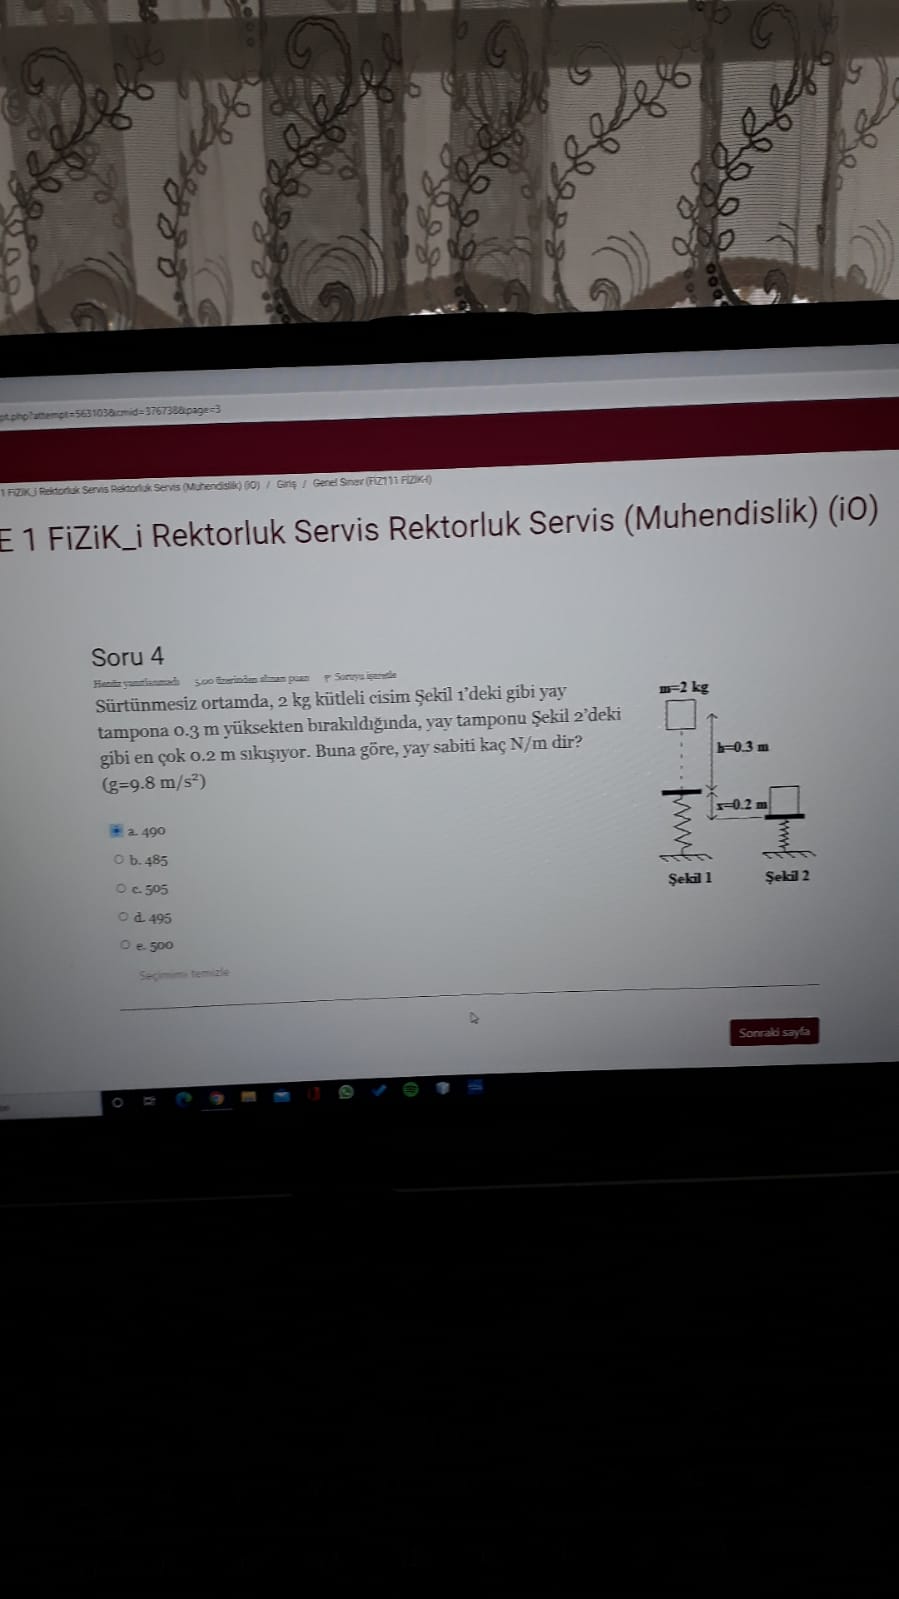 pt.php?attempt=563103&cmid=376738&page=3
1 FiZiK_i Rektorluk Servis Rektorluk Servis (Muhendislik) (iO) / Giriş / Genel Sınav (FİZ111 FİZİK-I)
E 1 FiZiK_i Rektorluk Servis Rektorluk Servis (Muhendislik) (iO)
Soru 4
Henüz yanıtlanmadı 5,00 üzerinden alınan puan Soruyu işaretle
Sürtünmesiz ortamda, 2 kg kütleli cisim Şekil 1'deki gibi yay
tampona 0.3 m yüksekten bırakıldığında, yay tamponu Şekil 2'deki
gibi en çok 0.2 m sıkışıyor. Buna göre, yay sabiti kaç N/m dir?
(g=9.8 m/s²)
a. 490
b. 485
c. 505
d. 495
e. 500
Seçimimi temizle
m=2 kg
h=0.3 m
x=0.2 m
Şekil 1
Şekil 2
Sonraki sayfa